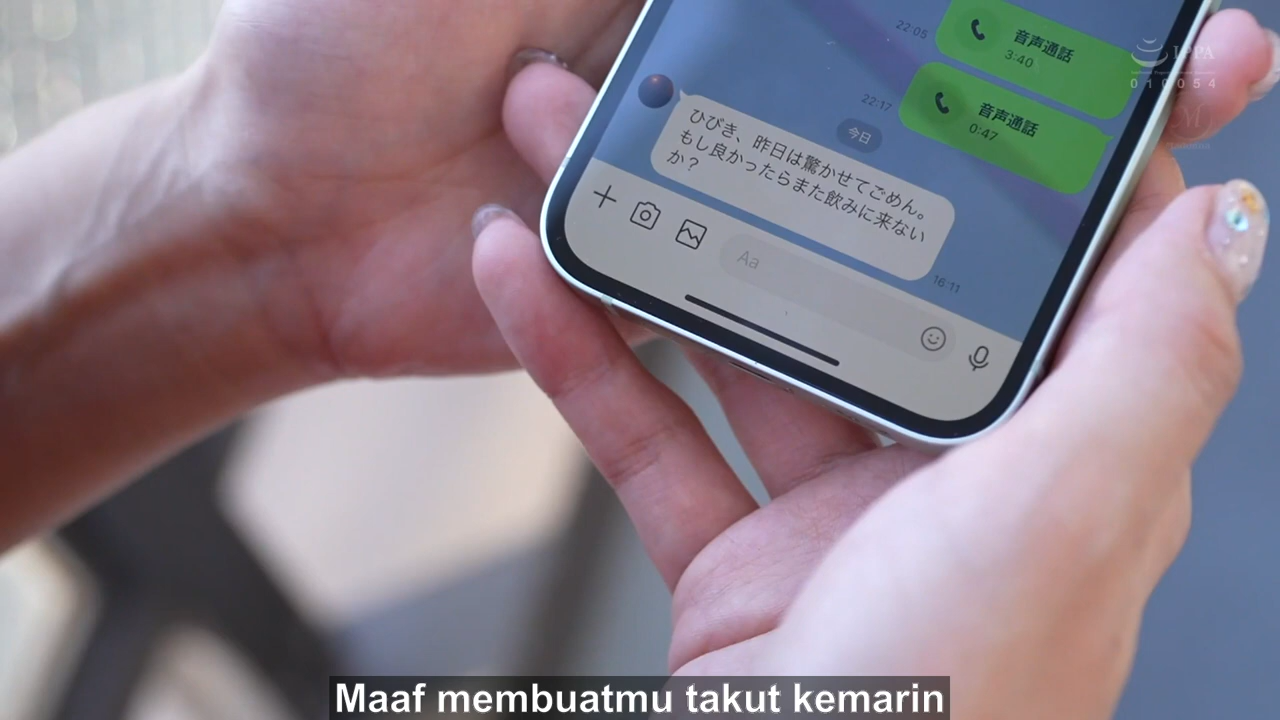 22:05
音声通話
3:40
IPPA
010054
22:17
音声通話
0:47
今日
ひびき、昨日は驚かせてごめん。
もし良かったらまた飲みに来ない
か?
16:11
Aa
Maaf membuatmu takut kemarin